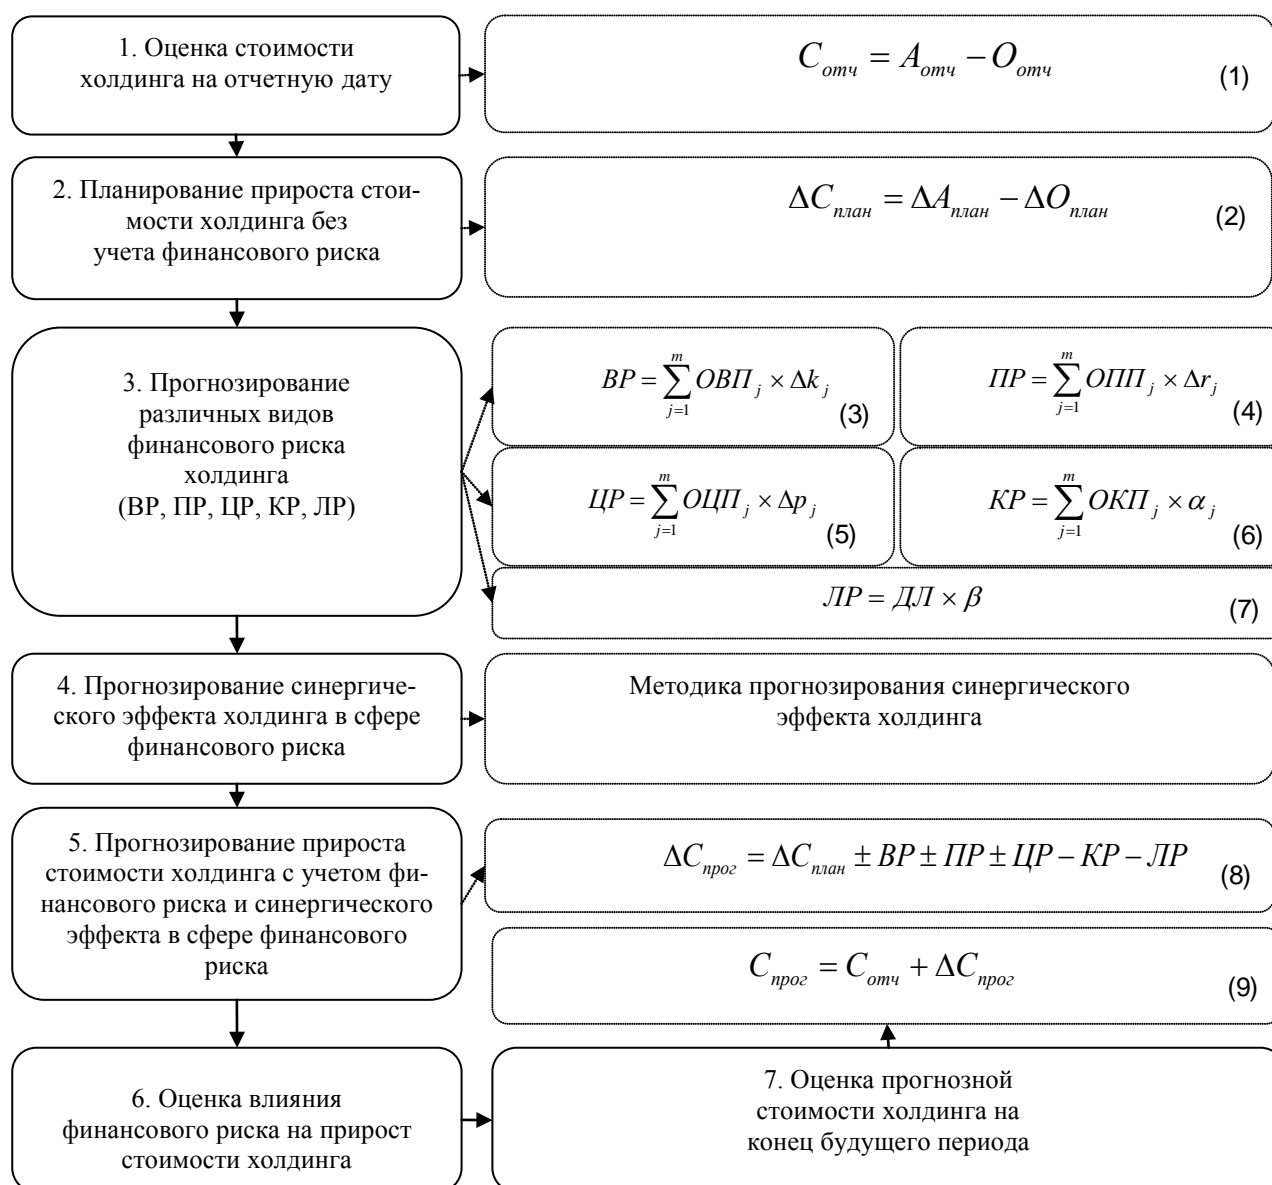 1. Оценка стоимости
холдинга на отчетную дату
C_отч = A_отч − O_отч
(1)
2. Планирование прироста стои-
мости холдинга без
учета финансового риска
ΔC_план = ΔA_план − ΔO_план
(2)
3. Прогнозирование
различных видов
финансового риска
холдинга
(ВР, ПР, ЦР, КР, ЛР)
ВР = ∑_{j=1}^{m} ОВП_j × Δk_j
(3)
ПР = ∑_{j=1}^{m} ОПП_j × Δr_j
(4)
ЦР = ∑_{j=1}^{m} ОЦП_j × Δp_j
(5)
КР = ∑_{j=1}^{m} ОКП_j × α_j
(6)
ЛР = ДЛ × β
(7)
4. Прогнозирование синергиче-
ского эффекта холдинга в сфере
финансового риска
Методика прогнозирования синергического
эффекта холдинга
5. Прогнозирование прироста
стоимости холдинга с учетом фи-
нансового риска и синергического
эффекта в сфере финансового
риска
ΔC_прог = ΔC_план ± ВР ± ПР ± ЦР − КР − ЛР
(8)
C_прог = C_отч + ΔC_прог
(9)
6. Оценка влияния
финансового риска на прирост
стоимости холдинга
7. Оценка прогнозной
стоимости холдинга на
конец будущего периода